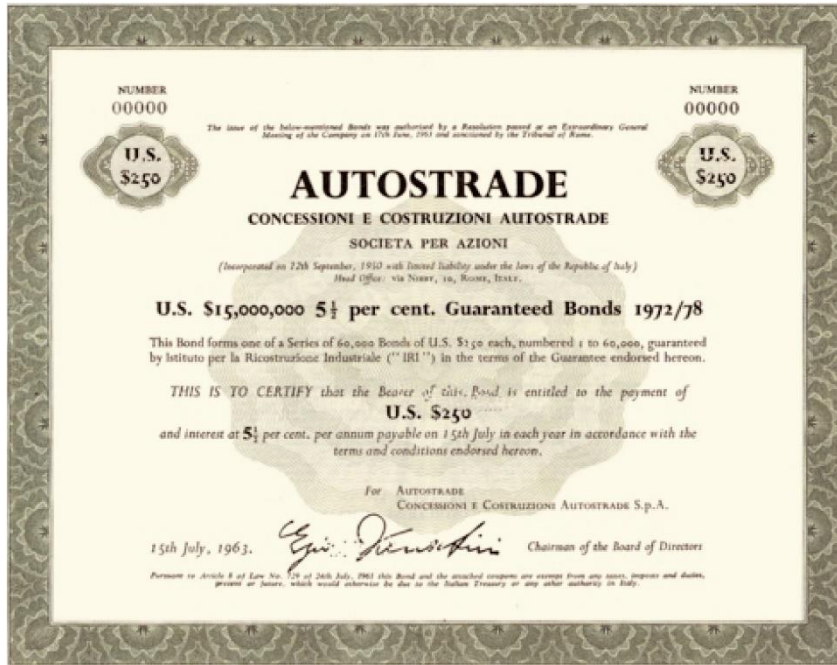 NUMBER
00000
U.S.
$250
NUMBER
00000
U.S.
$250
The issue of the below-mentioned Bonds was authorised by a Resolution passed at an Extraordinary General
Meeting of the Company on 17th June, 1963 and sanctioned by the Tribunal of Rome.
AUTOSTRADE
CONCESSIONI E COSTRUZIONI AUTOSTRADE
SOCIETA PER AZIONI
(Incorporated on 12th September, 1950 with limited liability under the laws of the Republic of Italy)
Head Office: via Nibby, 10, Rome, Italy.
U.S. $15,000,000 5½ per cent. Guaranteed Bonds 1972/78
This Bond forms one of a Series of 60,000 Bonds of U.S. $250 each, numbered 1 to 60,000, guaranteed
by Istituto per la Ricostruzione Industriale (" IRI ") in the terms of the Guarantee endorsed hereon.
THIS IS TO CERTIFY that the Bearer of this Bond is entitled to the payment of
U.S. $250
and interest at 5½ per cent. per annum payable on 15th July in each year in accordance with the
terms and conditions endorsed hereon.
For AUTOSTRADE
CONCESSIONI E COSTRUZIONI AUTOSTRADE S.p.A.
15th July, 1963. Chairman of the Board of Directors
Pursuant to Article 8 of Law No. 729 of 24th July, 1961 this Bond and the attached coupons are exempt from any taxes, imposts and duties,
present or future, which would otherwise be due to the Italian Treasury or any other authority in Italy.